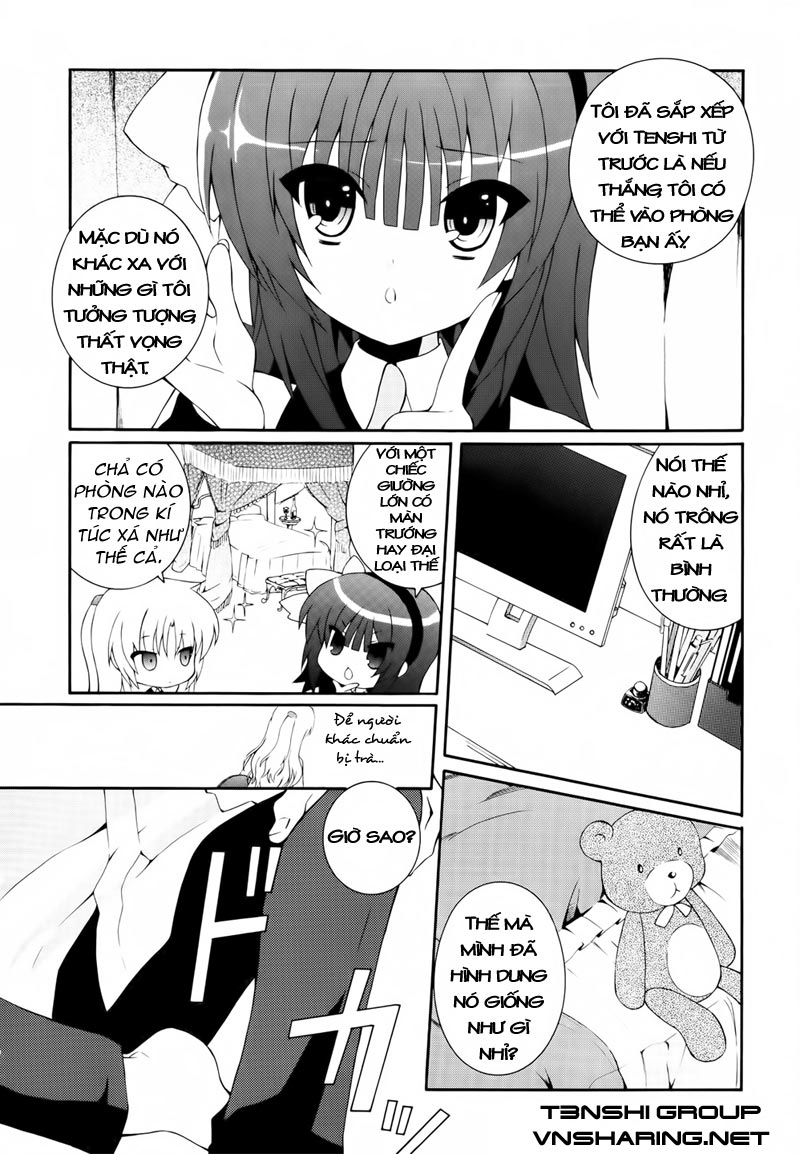 TÔI ĐÃ SẮP XẾP
VỚI TENSHI TỪ
TRƯỚC LÀ NẾU
THẮNG, TÔI CÓ
THỂ VÀO PHÒNG
BẠN ẤY.
MẶC DÙ NÓ
KHÁC XA VỚI
NHỮNG GÌ TÔI
TƯỞNG TƯỢNG,
THẤT VỌNG
THẬT.
NÓI THẾ
NÀO NHỈ,
NÓ TRÔNG
RẤT LÀ
BÌNH
THƯỜNG.
VỚI MỘT
CHIẾC
GIƯỜNG
LỚN CÓ
MÀN
TRƯỚNG
HAY ĐẠI
LOẠI THẾ
CHẢ CÓ
PHÒNG NÀO
TRONG KÍ
TÚC XÁ NHƯ
THẾ CẢ.
Để người
khác chuẩn
bị trà...
THẾ MÀ
MÌNH ĐÃ
HÌNH DUNG
NÓ GIỐNG
NHƯ GÌ
NHỈ?
GIỜ SAO?
ドカッ
T3NSHI GROUP
VNSHARING.NET